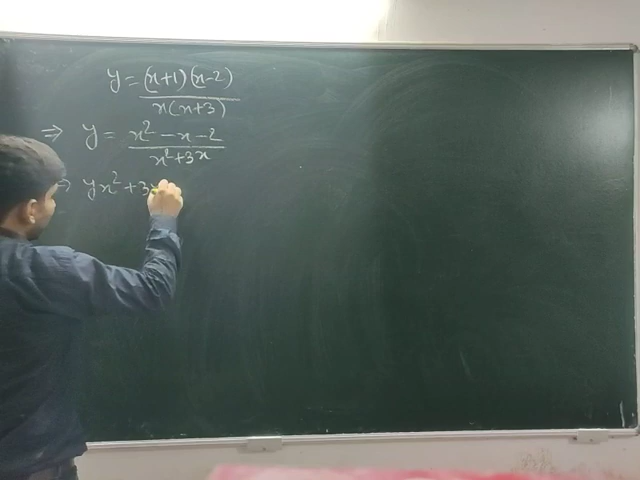 y = (x+1)(x-2)
x(x+3)
⇒ y = x² - x - 2
x² + 3x
⇒ yx² + 3